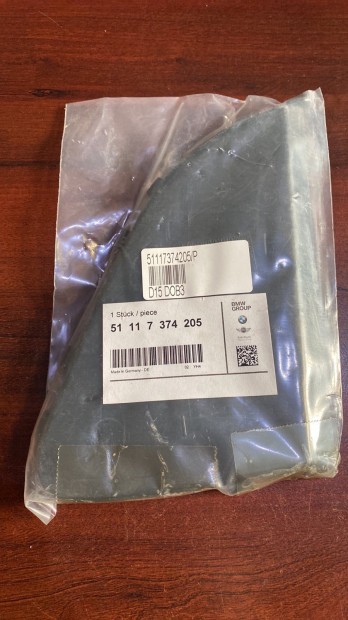 51117374205/P
D15 DOB3
1 Stück / piece
51 11 7 374 205
BMW
GROUP
Made in Germany